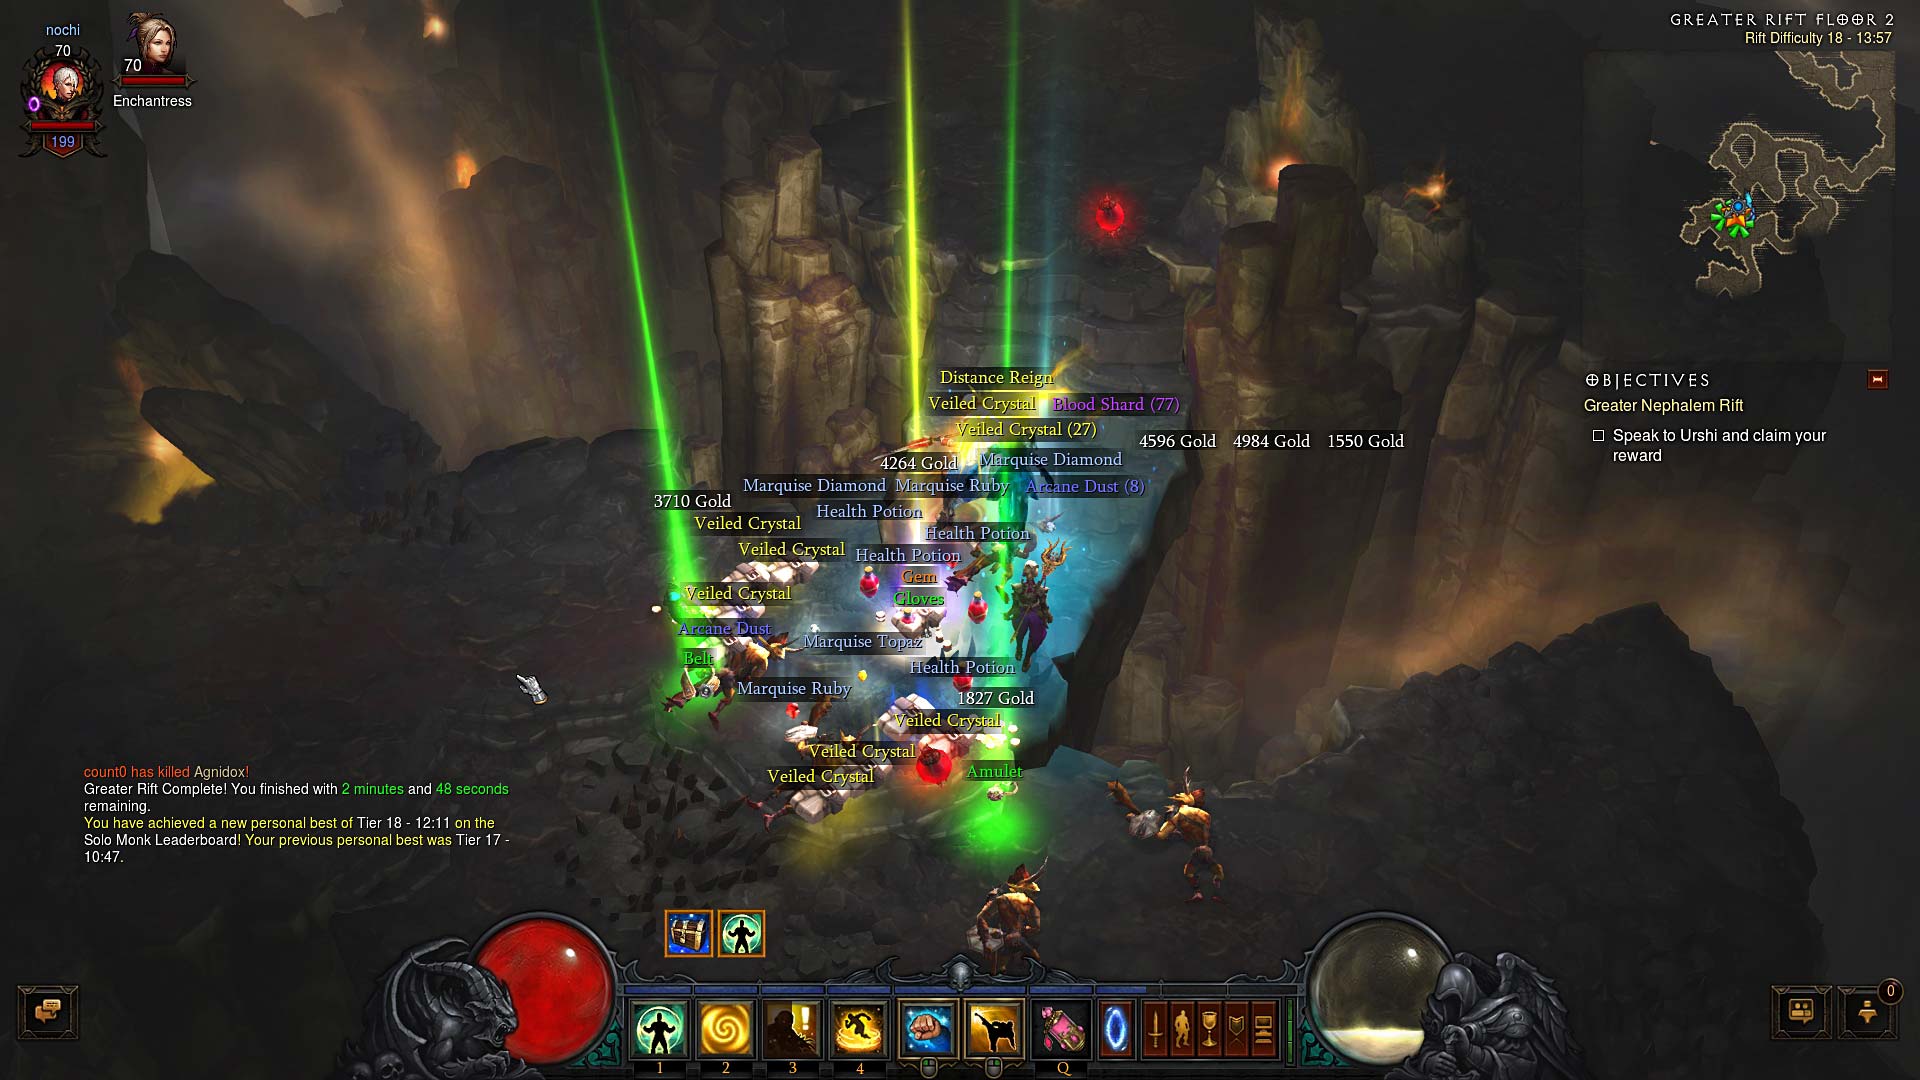 nochi
70
199
70
Enchantress
GREATER RIFT FLOOR 2
Rift Difficulty 18 - 13:57
OBJECTIVES
Greater Nephalem Rift
Speak to Urshi and claim your
reward
Distance Reign
Veiled Crystal
Blood Shard (77)
Veiled Crystal (27)
4596 Gold
4984 Gold
1550 Gold
4264 Gold
Marquise Diamond
Marquise Diamond
Marquise Ruby
Arcane Dust (8)
3710 Gold
Health Potion
Veiled Crystal
Health Potion
Veiled Crystal
Health Potion
Gem
Veiled Crystal
Gloves
Arcane Dust
Marquise Topaz
Belt
Health Potion
Marquise Ruby
1827 Gold
Veiled Crystal
Veiled Crystal
Amulet
Veiled Crystal
count0 has killed Agnidox!
Greater Rift Complete! You finished with 2 minutes and 48 seconds
remaining.
You have achieved a new personal best of Tier 18 - 12:11 on the
Solo Monk Leaderboard! Your previous personal best was Tier 17 -
10:47.
1
2
3
4
Q
0